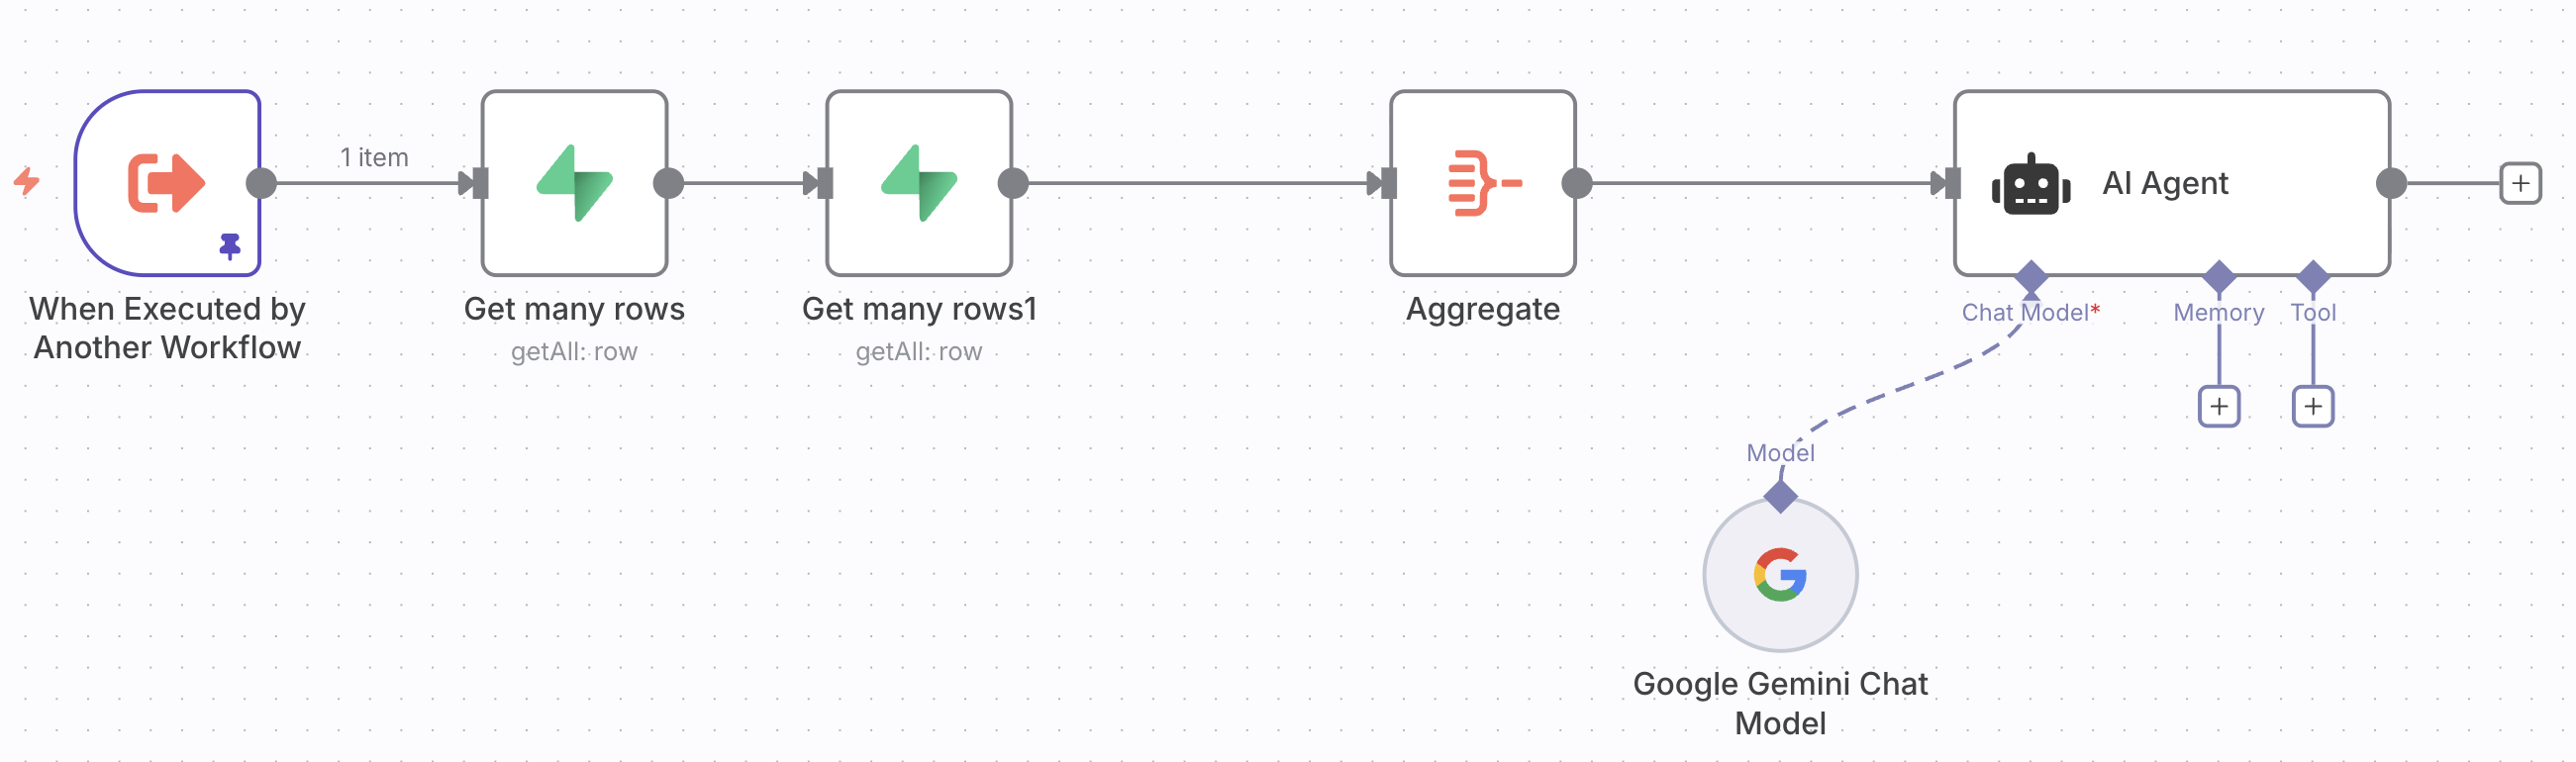 1 item
When Executed by
Another Workflow
Get many rows
getAll: row
Get many rows1
getAll: row
Aggregate
AI Agent
Chat Model*
Memory
Tool
Model
Google Gemini Chat
Model